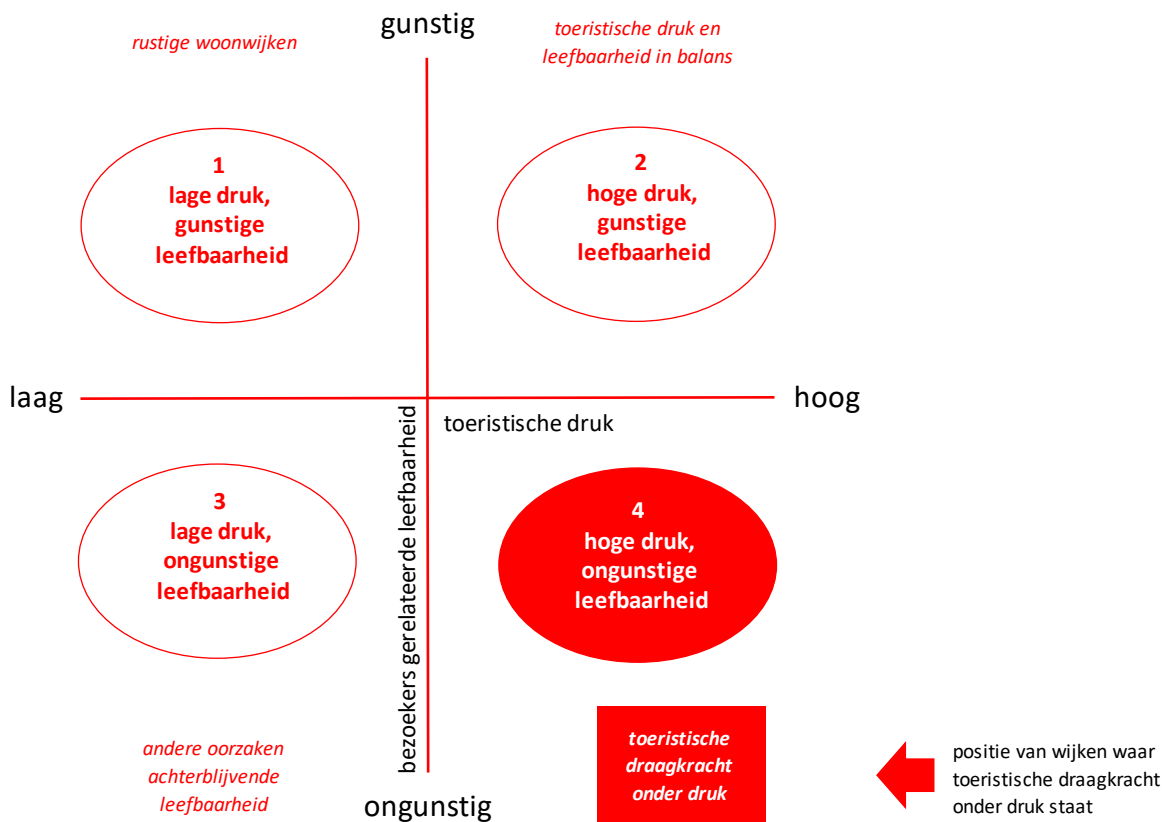 gunstig
rustige woonwijken
toeristische druk en
leefbaarheid in balans
1
lage druk,
gunstige
leefbaarheid
2
hoge druk,
gunstige
leefbaarheid
laag
hoog
toeristische druk
bezoekers gerelateerde leefbaarheid
3
lage druk,
ongunstige
leefbaarheid
4
hoge druk,
ongunstige
leefbaarheid
andere oorzaken
achterblijvende
leefbaarheid
ongunstig
toeristische
draagkracht
onder druk
positie van wijken waar
toeristische draagkracht
onder druk staat